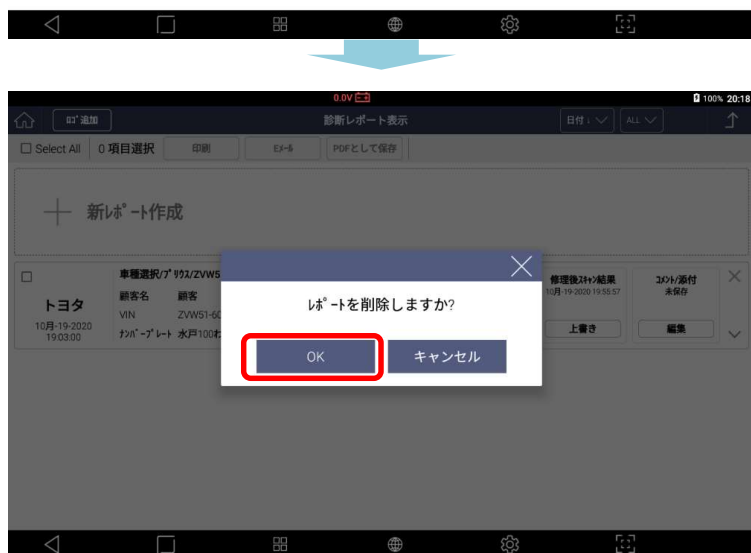 0.0V
100% 20:18
ﾛｺﾞ追加
診断レポート表示
日付↓
ALL
Select All
0 項目選択
印刷
Eﾒｰﾙ
PDFとして保存
新ﾚﾎﾟｰﾄ作成
トヨタ
10月-19-2020
19:03:00
車種選択/ﾌﾟﾘｳｽ/ZVW5
顧客名 顧客
VIN ZVW51-60
ﾅﾝﾊﾞｰﾌﾟﾚｰﾄ 水戸100わ
修理後ｽｷｬﾝ結果
10月-19-2020 19:55:57
上書き
ｺﾒﾝﾄ/添付
未保存
編集
ﾚﾎﾟｰﾄを削除しますか?
OK
キャンセル